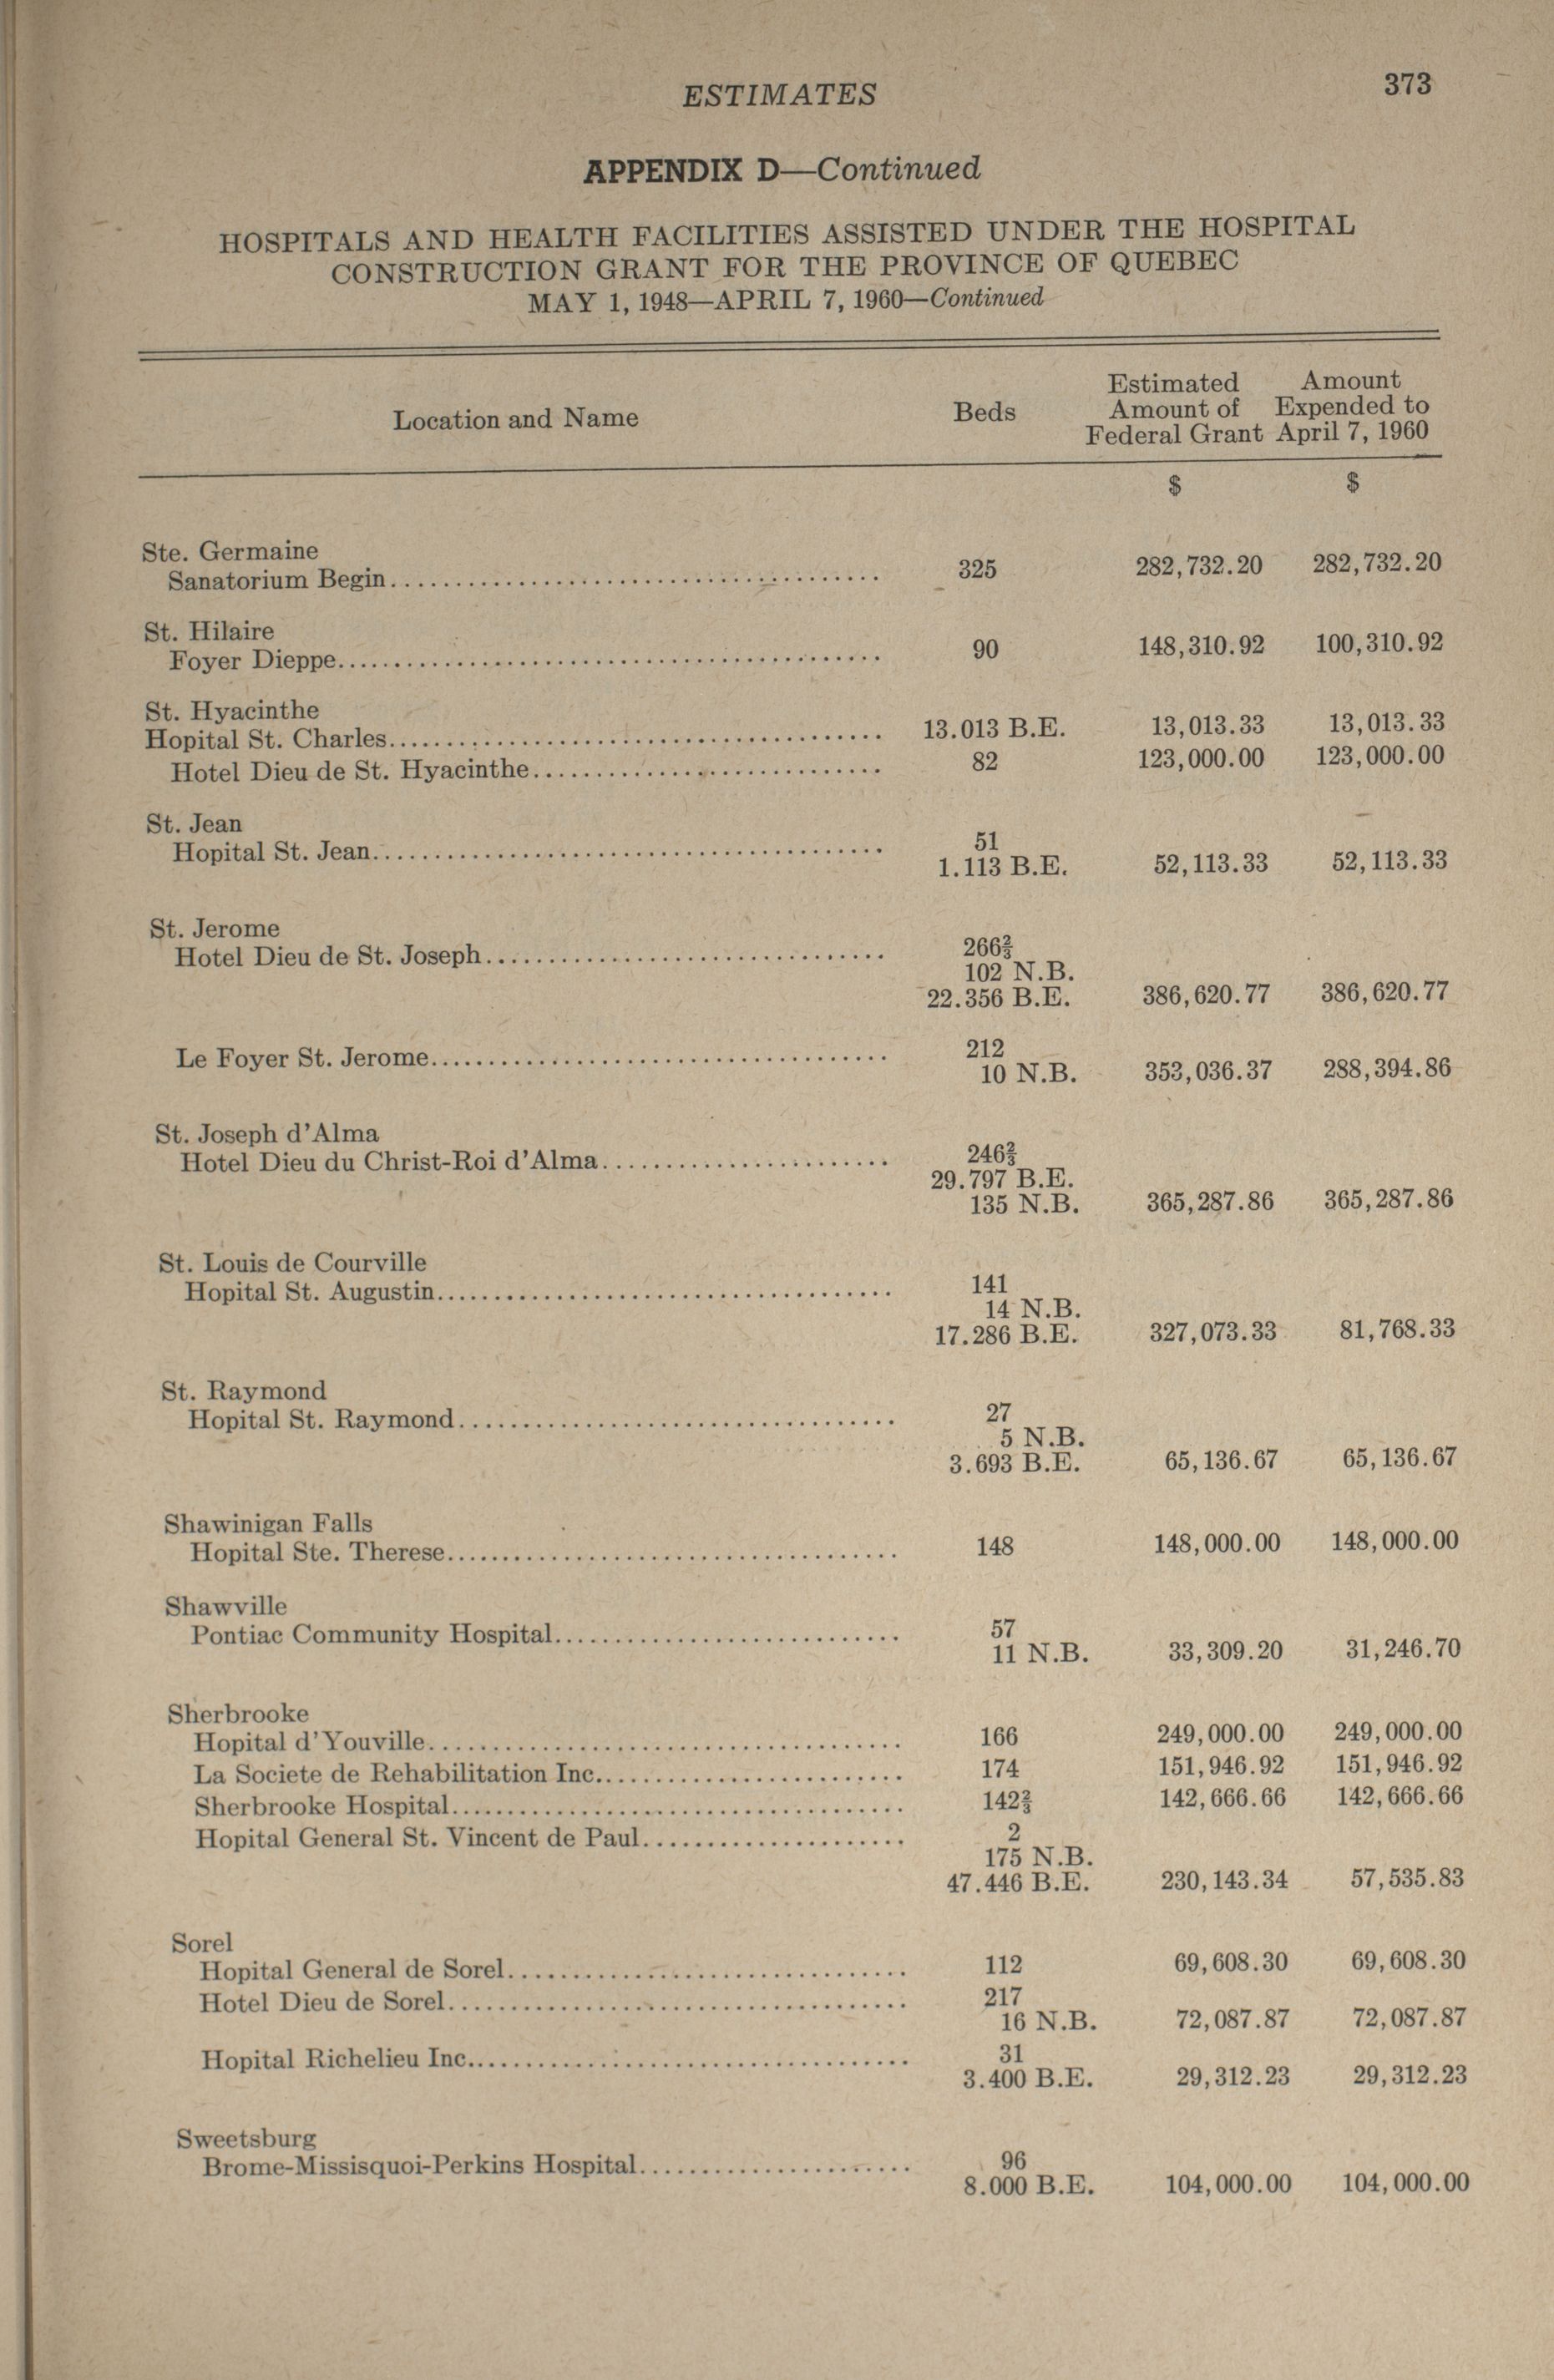 ESTIMATES 373
APPENDIX D—Continued
HOSPITALS AND HEALTH FACILITIES ASSISTED UNDER THE HOSPITAL
CONSTRUCTION GRANT FOR THE PROVINCE OF QUEBEC
MAY 1, 1948—APRIL 7, 1960—Continued
Location and Name Beds Estimated Amount of Federal Grant Amount Expended to April 7, 1960
$ $
Ste. Germaine
Sanatorium Begin 325 282,732.20 282,732.20
St. Hilaire
Foyer Dieppe 90 148,310.92 100,310.92
St. Hyacinthe
Hopital St. Charles 13.013 B.E. 13,013.33 13,013.33
Hotel Dieu de St. Hyacinthe 82 123,000.00 123,000.00
St. Jean
Hopital St. Jean 51
1.113 B.E. 52,113.33 52,113.33
St. Jerome
Hotel Dieu de St. Joseph 266⅔
102 N.B.
22.356 B.E. 386,620.77 386,620.77
Le Foyer St. Jerome 212
10 N.B. 353,036.37 288,394.86
St. Joseph d'Alma
Hotel Dieu du Christ-Roi d'Alma 246⅔
29.797 B.E.
135 N.B. 365,287.86 365,287.86
St. Louis de Courville
Hopital St. Augustin 141
14 N.B.
17.286 B.E. 327,073.33 81,768.33
St. Raymond
Hopital St. Raymond 27
5 N.B.
3.693 B.E. 65,136.67 65,136.67
Shawinigan Falls
Hopital Ste. Therese 148 148,000.00 148,000.00
Shawville
Pontiac Community Hospital 57
11 N.B. 33,309.20 31,246.70
Sherbrooke
Hopital d'Youville 166 249,000.00 249,000.00
La Societe de Rehabilitation Inc. 174 151,946.92 151,946.92
Sherbrooke Hospital 142⅔ 142,666.66 142,666.66
Hopital General St. Vincent de Paul 2
175 N.B.
47.446 B.E. 230,143.34 57,535.83
Sorel
Hopital General de Sorel 112 69,608.30 69,608.30
Hotel Dieu de Sorel 217
16 N.B. 72,087.87 72,087.87
Hopital Richelieu Inc. 31
3.400 B.E. 29,312.23 29,312.23
Sweetsburg
Brome-Missisquoi-Perkins Hospital 96
8.000 B.E. 104,000.00 104,000.00